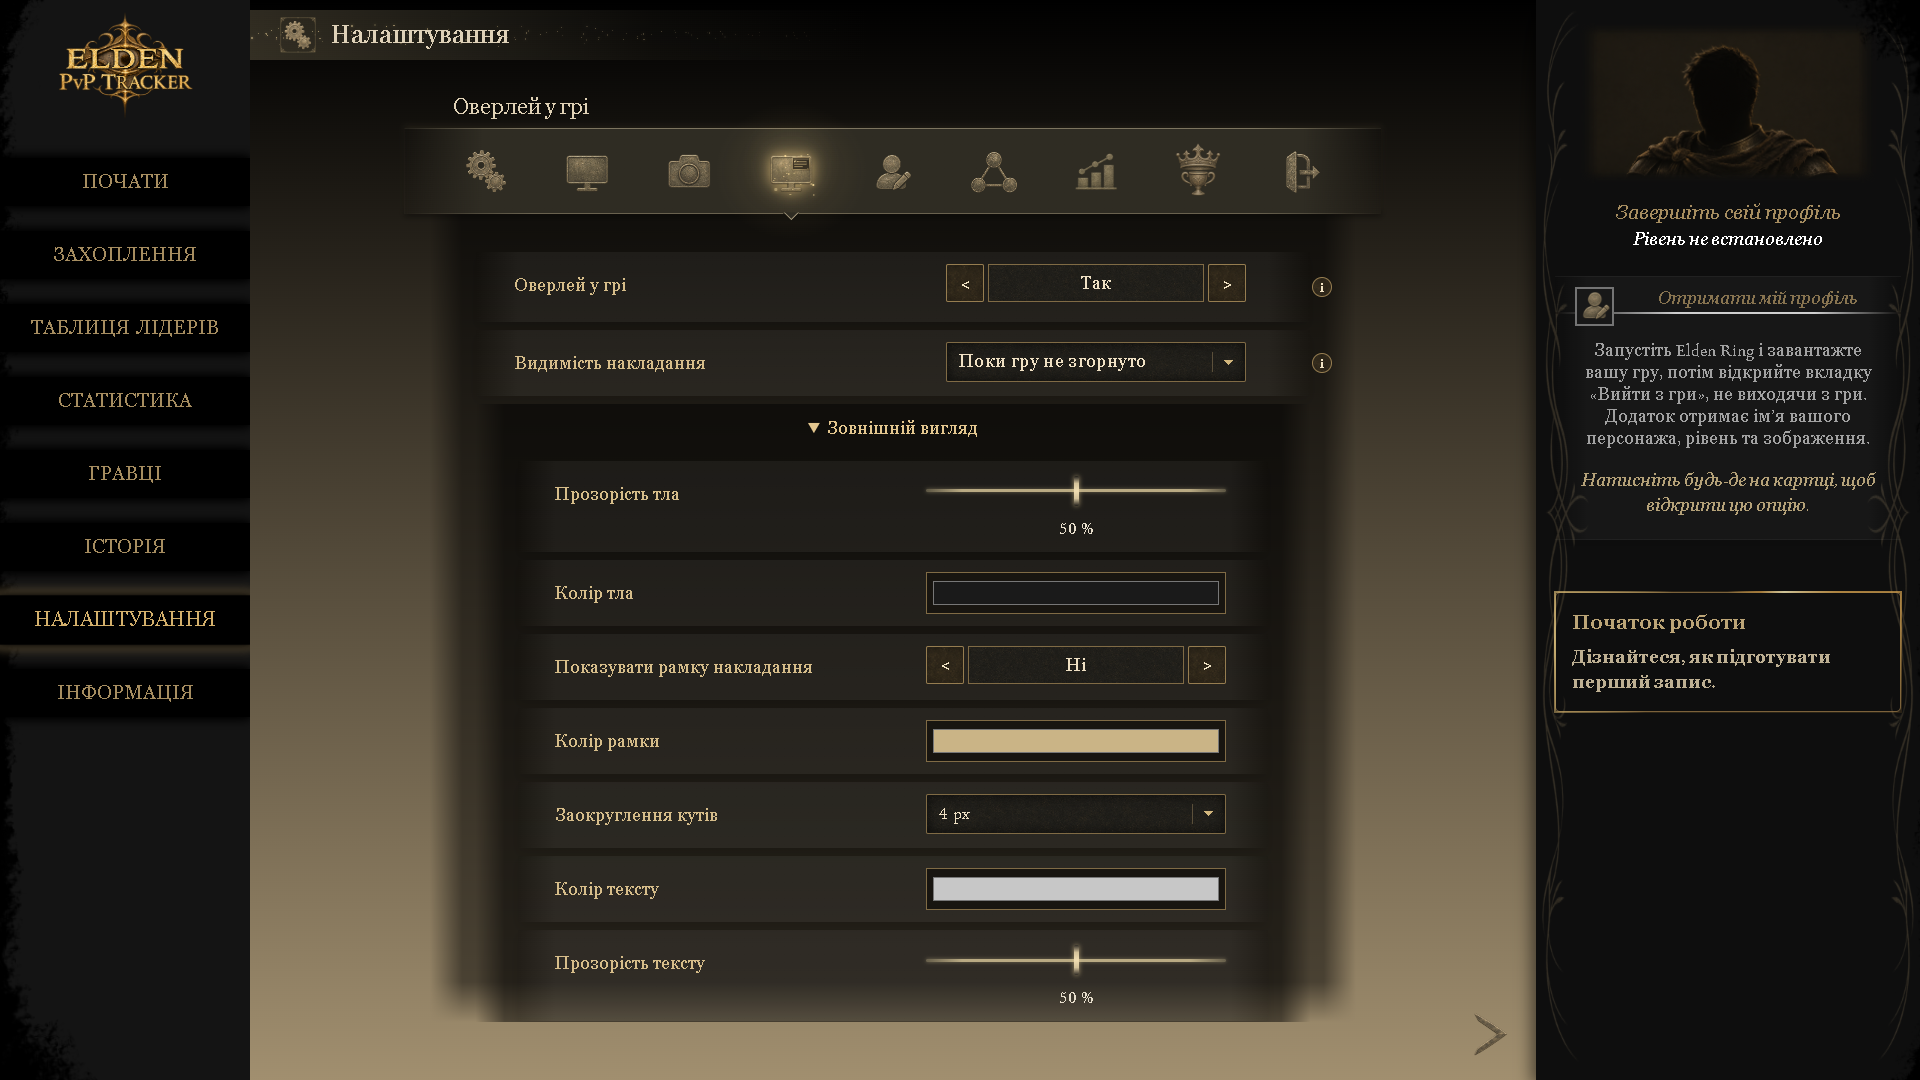 ELDEN
PVP TRACKER
ПОЧАТИ
ЗАХОПЛЕННЯ
ТАБЛИЦЯ ЛІДЕРІВ
СТАТИСТИКА
ГРАВЦІ
ІСТОРІЯ
НАЛАШТУВАННЯ
ІНФОРМАЦІЯ
Налаштування
Оверлей у грі
Оверлей у грі
< Так >
Видимість накладання
Поки гру не згорнуто
▼ Зовнішній вигляд
Прозорість тла
50 %
Колір тла
Показувати рамку накладання
< Ні >
Колір рамки
Заокруглення кутів
4 px
Колір тексту
Прозорість тексту
50 %
Завершіть свій профіль
Рівень не встановлено
Отримати мій профіль
Запустіть Elden Ring і завантажте
вашу гру, потім відкрийте вкладку
«Вийти з гри», не виходячи з гри.
Додаток отримає ім'я вашого
персонажа, рівень та зображення.
Натисніть будь-де на картці, щоб
відкрити цю опцію.
Початок роботи
Дізнайтеся, як підготувати
перший запис.